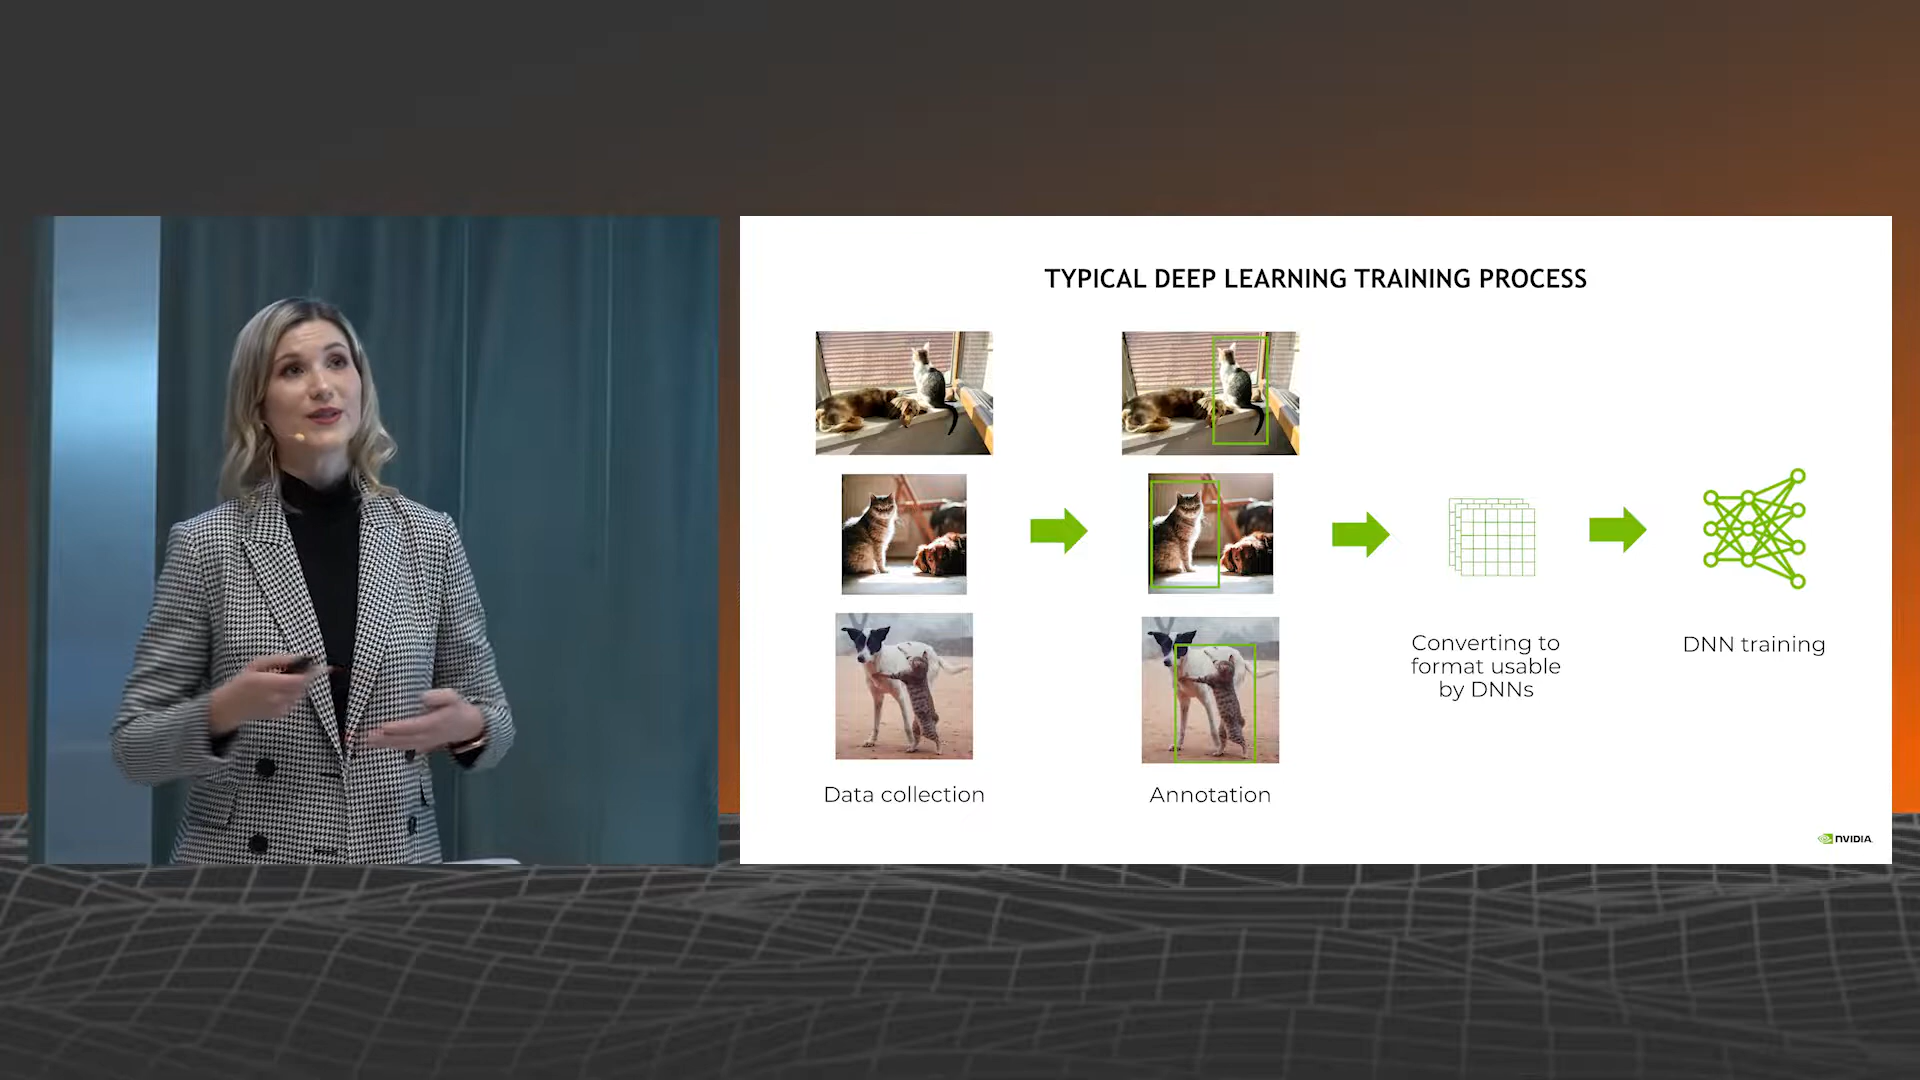 TYPICAL DEEP LEARNING TRAINING PROCESS
Data collection
Annotation
Converting to
format usable
by DNNs
DNN training
NVIDIA